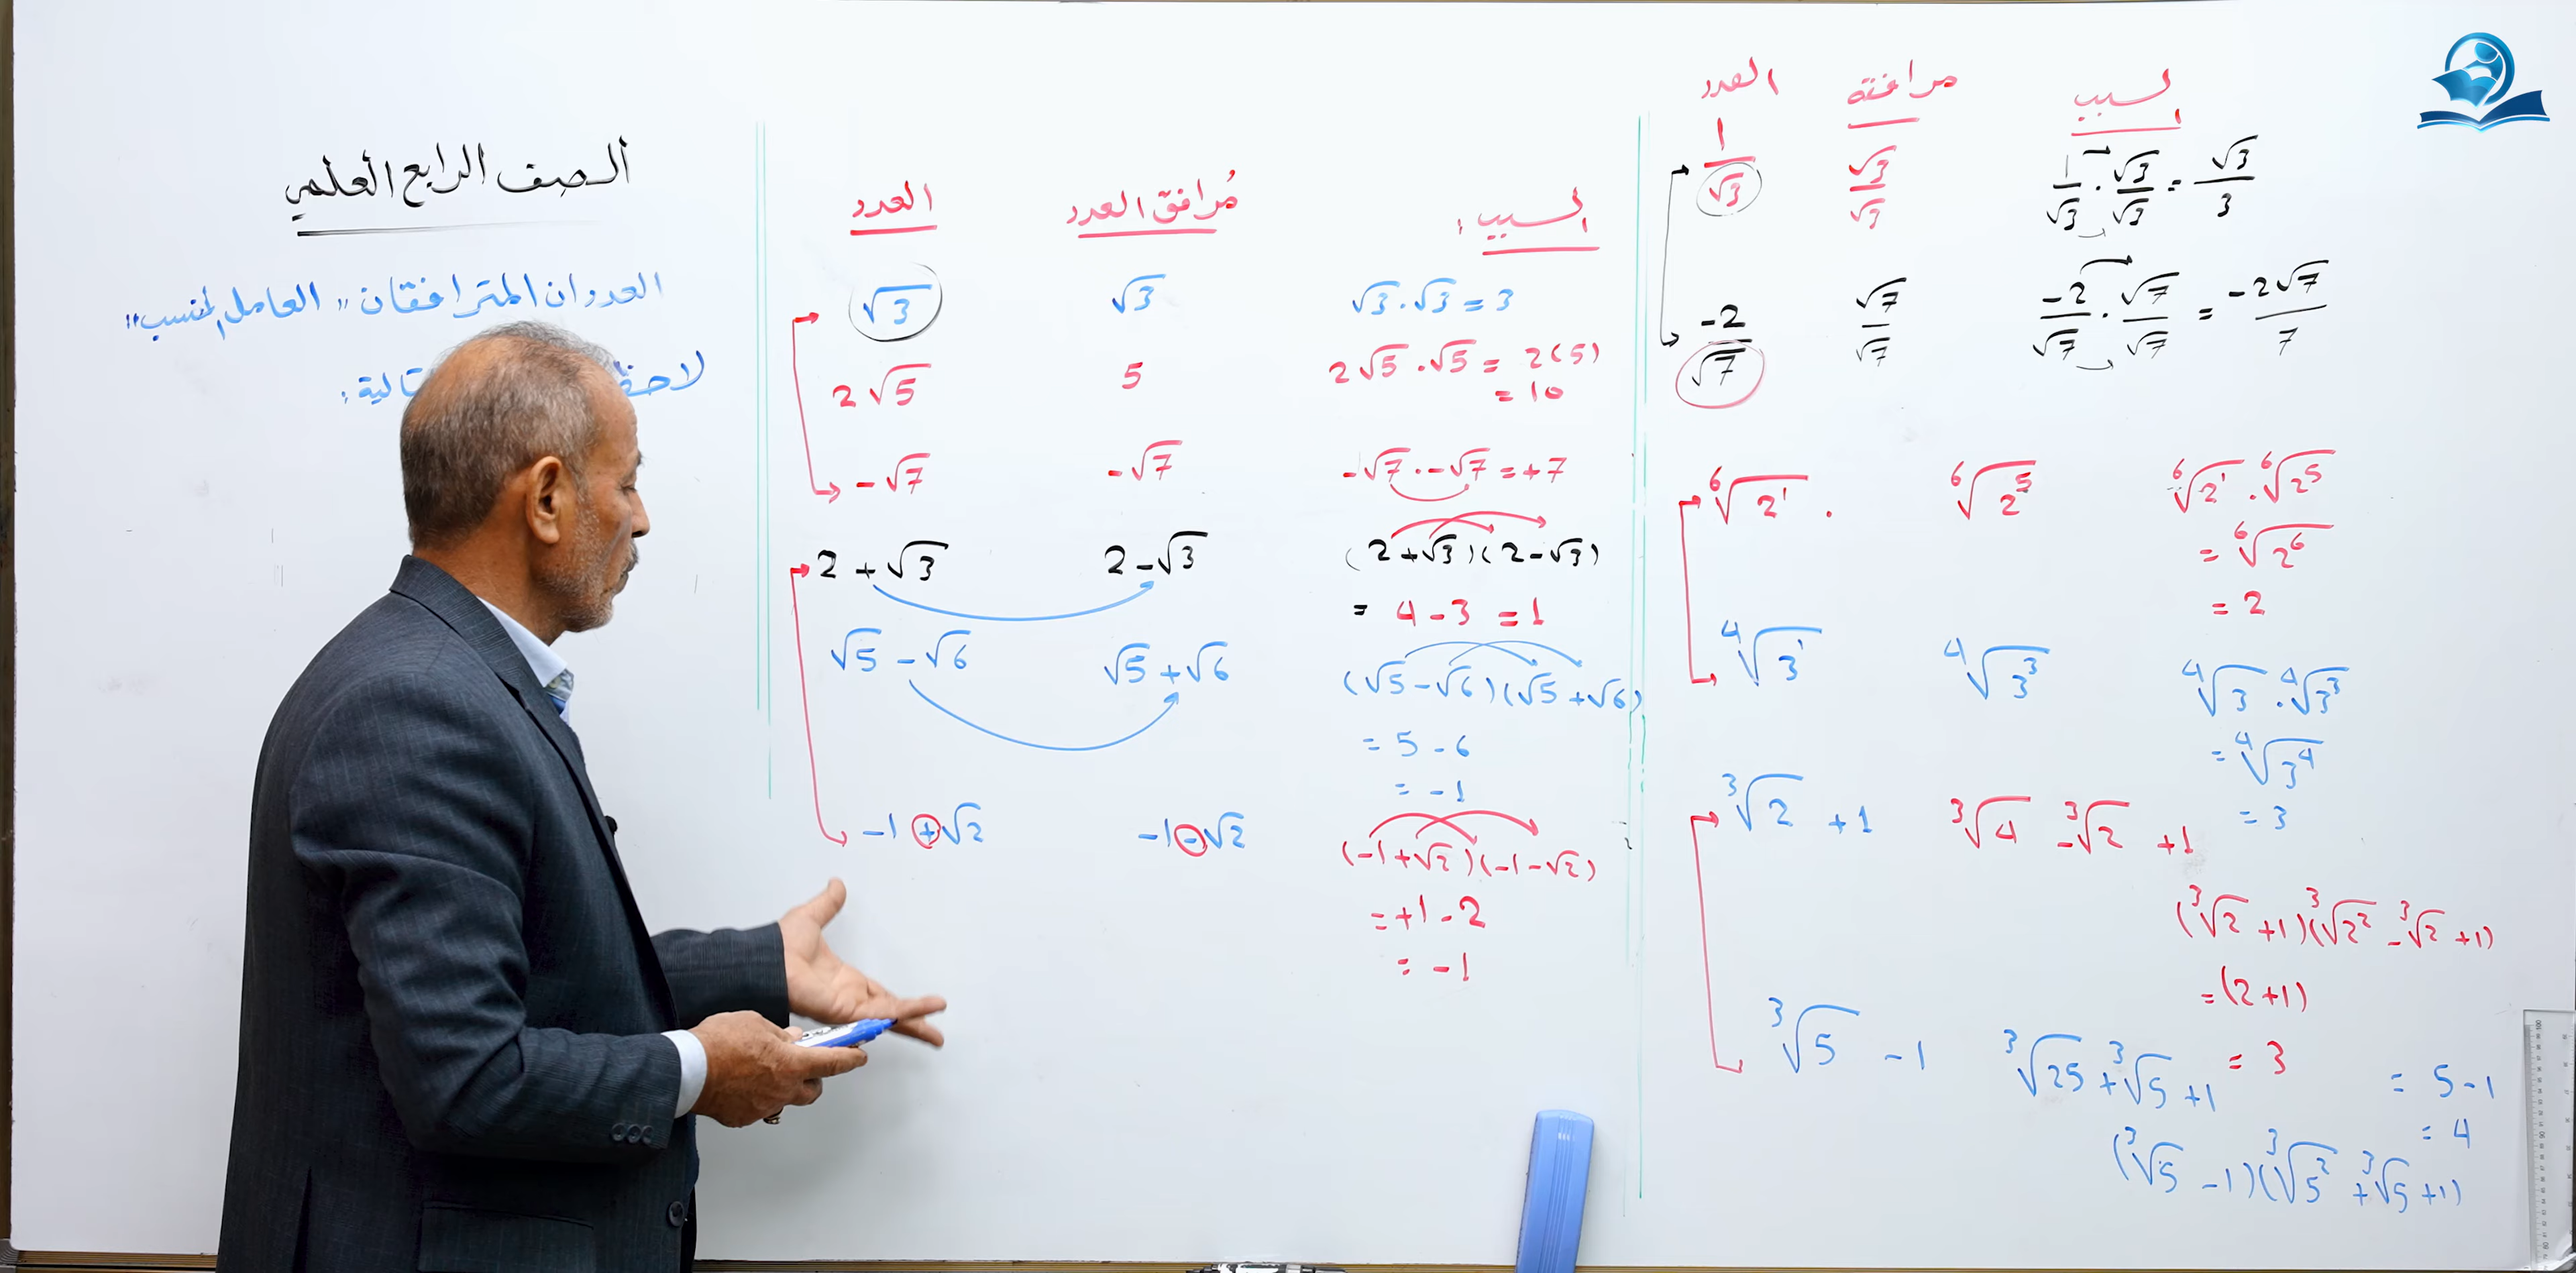 الصف الرابع العلمي
العددان المترافقان " العامل المنسب "
لاحظ
تالية :
العدد مُرافق العدد السبب :
√3 √3 √3 . √3 = 3
2√5 5 2√5 . √5 = 2(5)
= 10
-√7 -√7 -√7 . -√7 = +7
2 + √3 2 - √3 (2+√3)(2-√3)
= 4 - 3 = 1
√5 - √6 √5 + √6 (√5 - √6)(√5 + √6)
= 5 - 6
= -1
-1 + √2 -1 - √2 (-1 + √2)(-1 - √2)
= +1 - 2
= -1
العدد مرافقه السبب
1/√3 √3/√3 1/√3 . √3/√3 = √3/3
-2/√7 √7/√7 -2/√7 . √7/√7 = -2√7/7
⁶√2¹ . ⁶√2⁵ ⁶√2¹ . ⁶√2⁵
= ⁶√2⁶
= 2
⁴√3¹ ⁴√3³ ⁴√3 . ⁴√3³
= ⁴√3⁴
= 3
³√2 + 1 ³√4 - ³√2 + 1
(³√2 + 1)(³√2² - ³√2 + 1)
= (2+1)
= 3
³√5 - 1 ³√25 + ³√5 + 1
= 5 - 1
= 4
(³√5 - 1)(³√5² + ³√5 + 1)